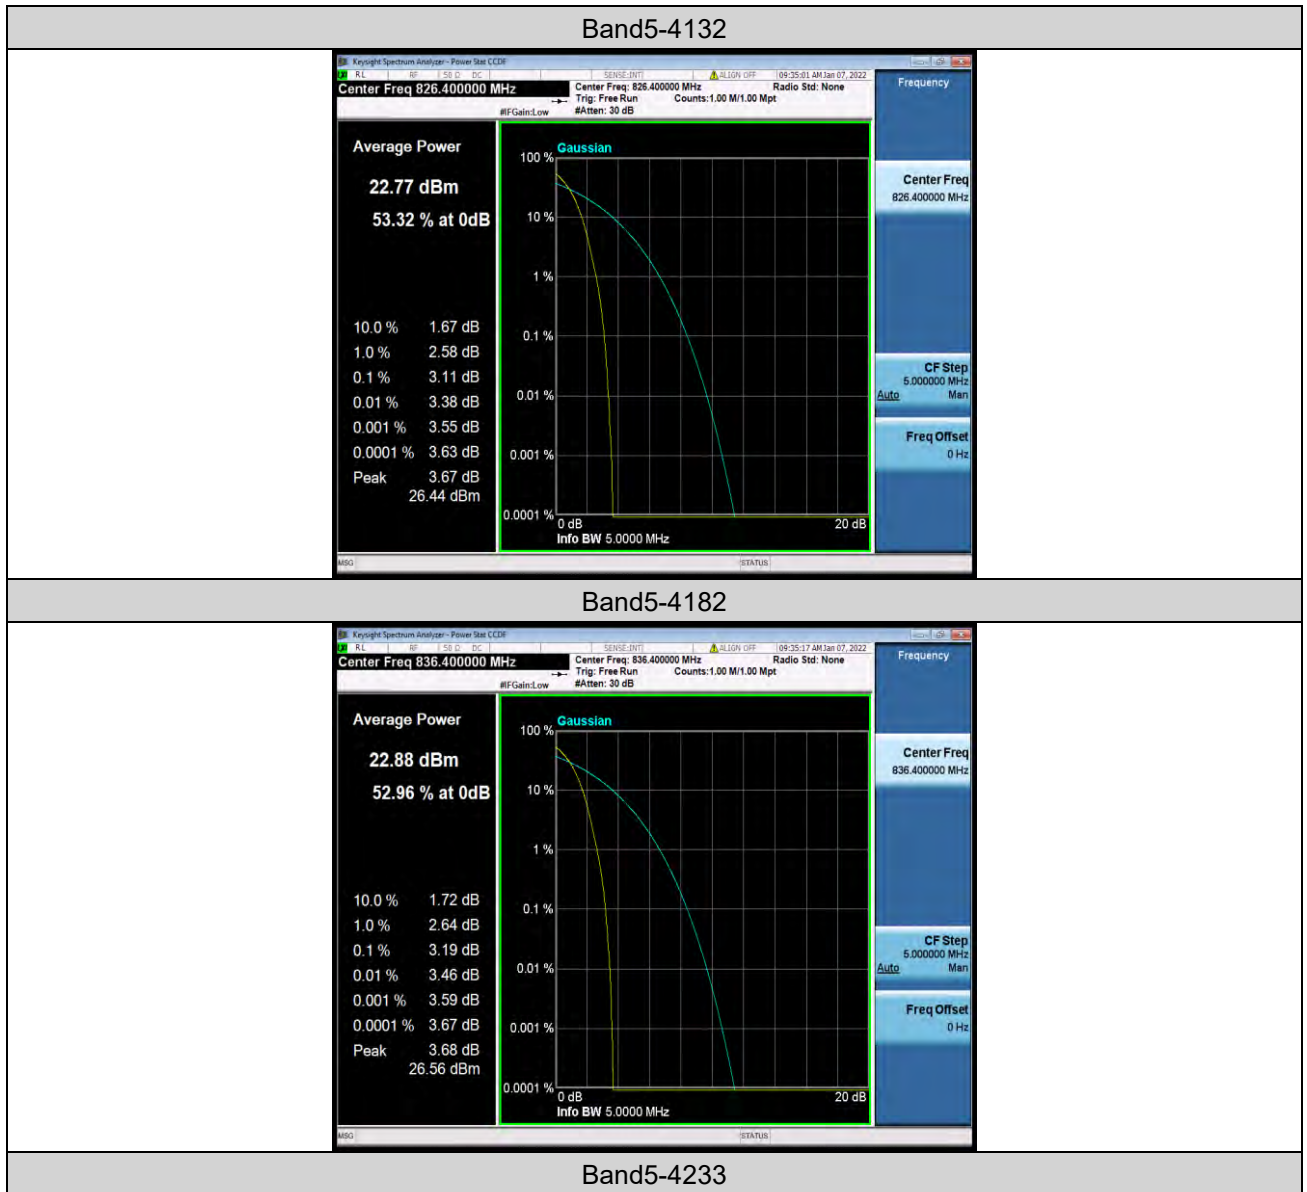 Band5-4132
Keysight Spectrum Analyzer - Power Stat CCDF
RL RF 50 Ω DC SENSE:INT ALIGN OFF 09:35:01 AM Jan 07, 2022
Center Freq 826.400000 MHz
Center Freq: 826.400000 MHz Radio Std: None
Trig: Free Run Counts:1.00 M/1.00 Mpt
#IFGain:Low #Atten: 30 dB
Frequency
Average Power
22.77 dBm
53.32 % at 0dB
10.0 % 1.67 dB
1.0 % 2.58 dB
0.1 % 3.11 dB
0.01 % 3.38 dB
0.001 % 3.55 dB
0.0001 % 3.63 dB
Peak 3.67 dB
26.44 dBm
Gaussian
100 %
10 %
1 %
0.1 %
0.01 %
0.001 %
0.0001 %
0 dB 20 dB
Info BW 5.0000 MHz
Center Freq
826.400000 MHz
CF Step
5.000000 MHz
Auto Man
Freq Offset
0 Hz
MSG STATUS
Band5-4182
Keysight Spectrum Analyzer - Power Stat CCDF
RL RF 50 Ω DC SENSE:INT ALIGN OFF 09:35:17 AM Jan 07, 2022
Center Freq 836.400000 MHz
Center Freq: 836.400000 MHz Radio Std: None
Trig: Free Run Counts:1.00 M/1.00 Mpt
#IFGain:Low #Atten: 30 dB
Frequency
Average Power
22.88 dBm
52.96 % at 0dB
10.0 % 1.72 dB
1.0 % 2.64 dB
0.1 % 3.19 dB
0.01 % 3.46 dB
0.001 % 3.59 dB
0.0001 % 3.67 dB
Peak 3.68 dB
26.56 dBm
Gaussian
100 %
10 %
1 %
0.1 %
0.01 %
0.001 %
0.0001 %
0 dB 20 dB
Info BW 5.0000 MHz
Center Freq
836.400000 MHz
CF Step
5.000000 MHz
Auto Man
Freq Offset
0 Hz
MSG STATUS
Band5-4233